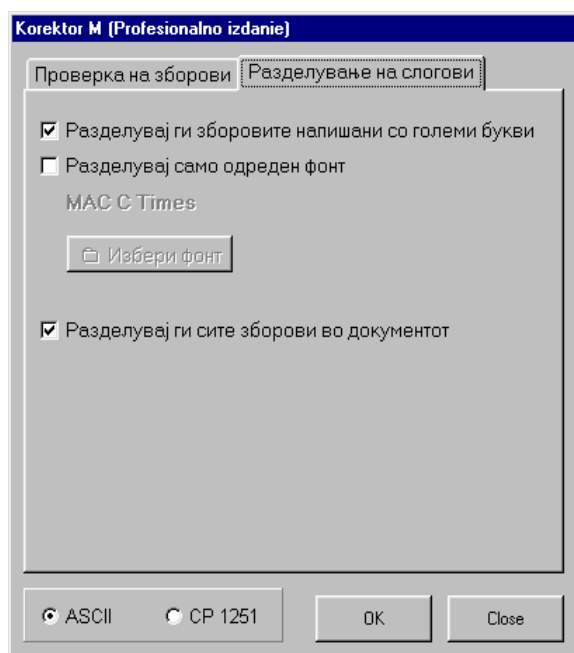 Korektor M (Profesionalno izdanie)
Проверка на зборови Разделување на слогови
Разделувај ги зборовите напишани со големи букви
Разделувај само одреден фонт
MAC C Times
Избери фонт
Разделувај ги сите зборови во документот
ASCII CP 1251 OK Close